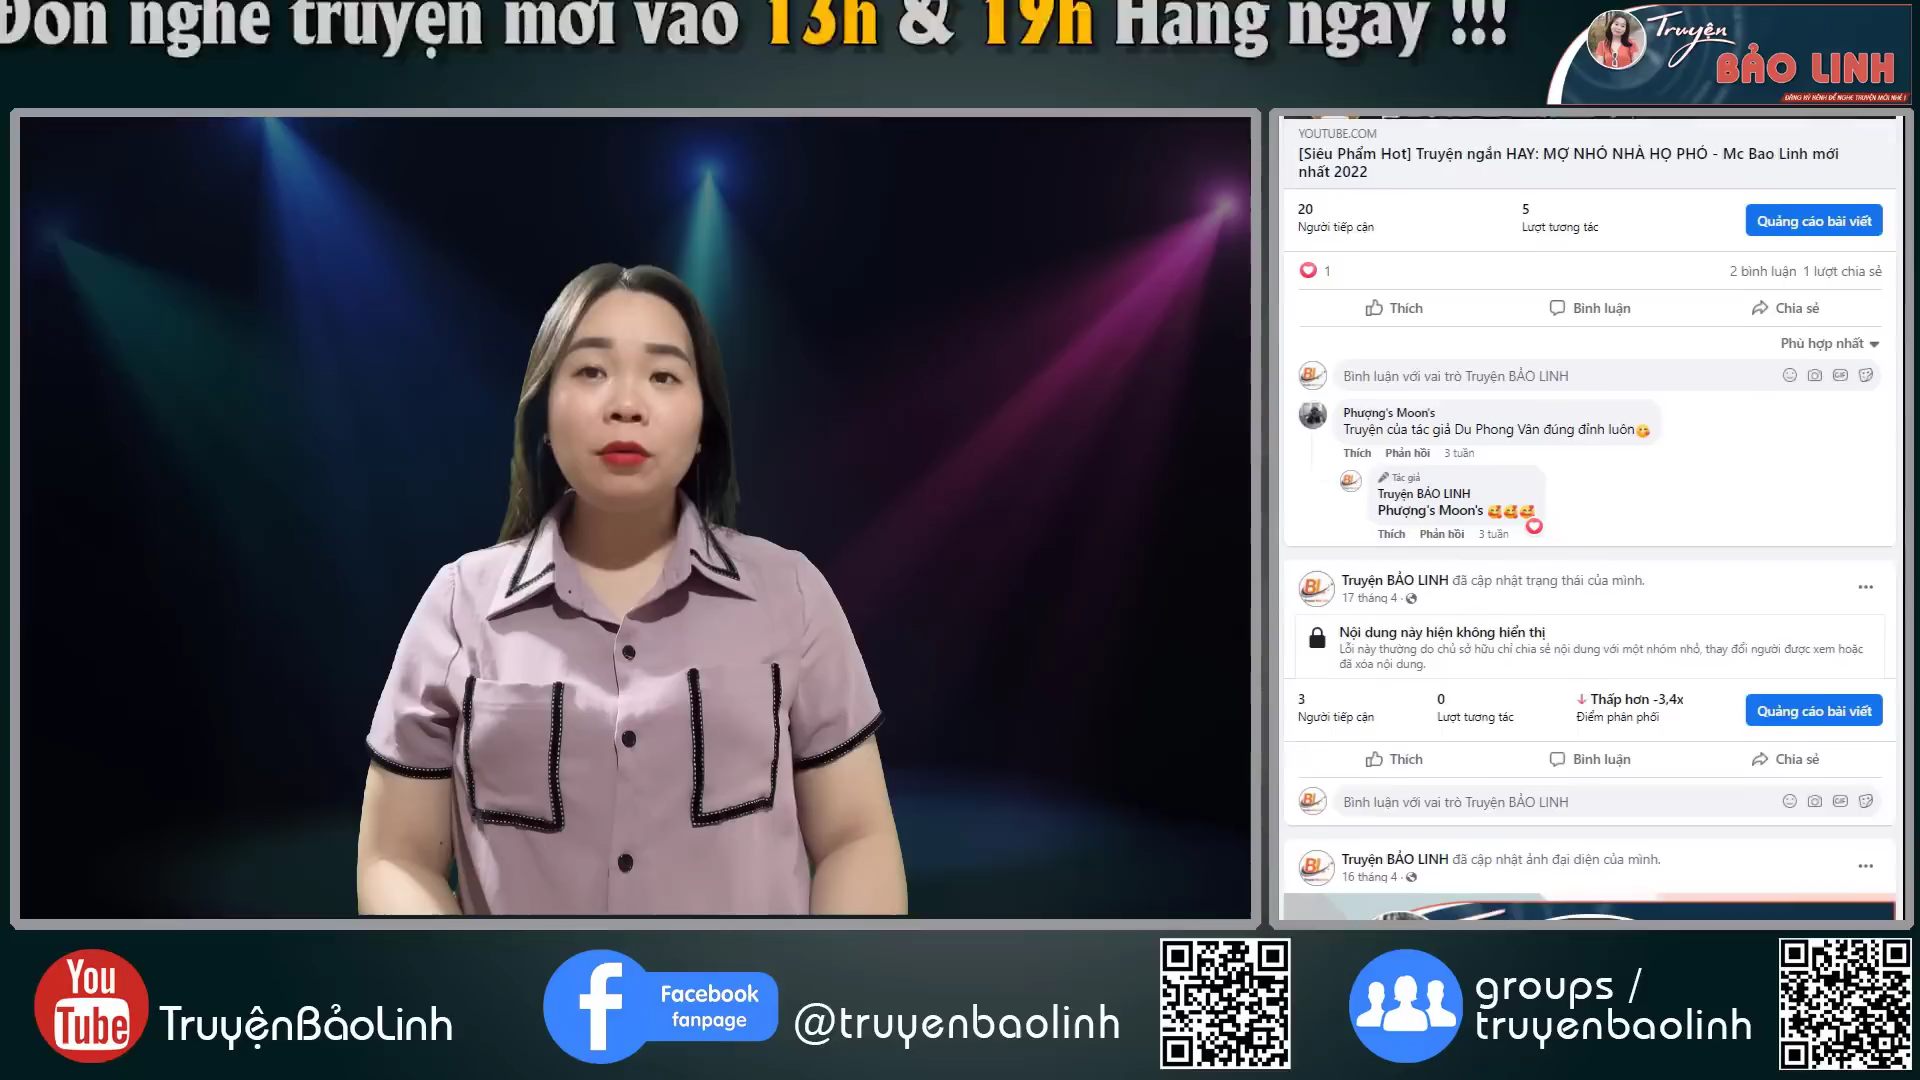 Đón nghe truyện mới vào 13h & 19h Hàng ngày !!!
Truyện
BẢO LINH
ĐĂNG KÝ KÊNH ĐỂ NGHE TRUYỆN MỚI NHÉ !
YOUTUBE.COM
[Siêu Phẩm Hot] Truyện ngắn HAY: MỢ NHỎ NHÀ HỌ PHÓ - Mc Bao Linh mới
nhất 2022
20
Người tiếp cận
5
Lượt tương tác
Quảng cáo bài viết
1
2 bình luận 1 lượt chia sẻ
Thích
Bình luận
Chia sẻ
Phù hợp nhất
Bình luận với vai trò Truyện BẢO LINH
Phượng's Moon's
Truyện của tác giả Du Phong Vân đúng đỉnh luôn😋
Thích Phản hồi 3 tuần
Tác giả
Truyện BẢO LINH
Phượng's Moon's 🥰🥰🥰
Thích Phản hồi 3 tuần
Truyện BẢO LINH đã cập nhật trạng thái của mình.
17 tháng 4 ·
Nội dung này hiện không hiển thị
Lỗi này thường do chủ sở hữu chỉ chia sẻ nội dung với một nhóm nhỏ, thay đổi người được xem hoặc
đã xóa nội dung.
3
Người tiếp cận
0
Lượt tương tác
Thấp hơn -3,4x
Điểm phân phối
Quảng cáo bài viết
Thích
Bình luận
Chia sẻ
Bình luận với vai trò Truyện BẢO LINH
Truyện BẢO LINH đã cập nhật ảnh đại diện của mình.
16 tháng 4 ·
You
Tube
TruyệnBảoLinh
Facebook
fanpage
@truyenbaolinh
groups /
truyenbaolinh